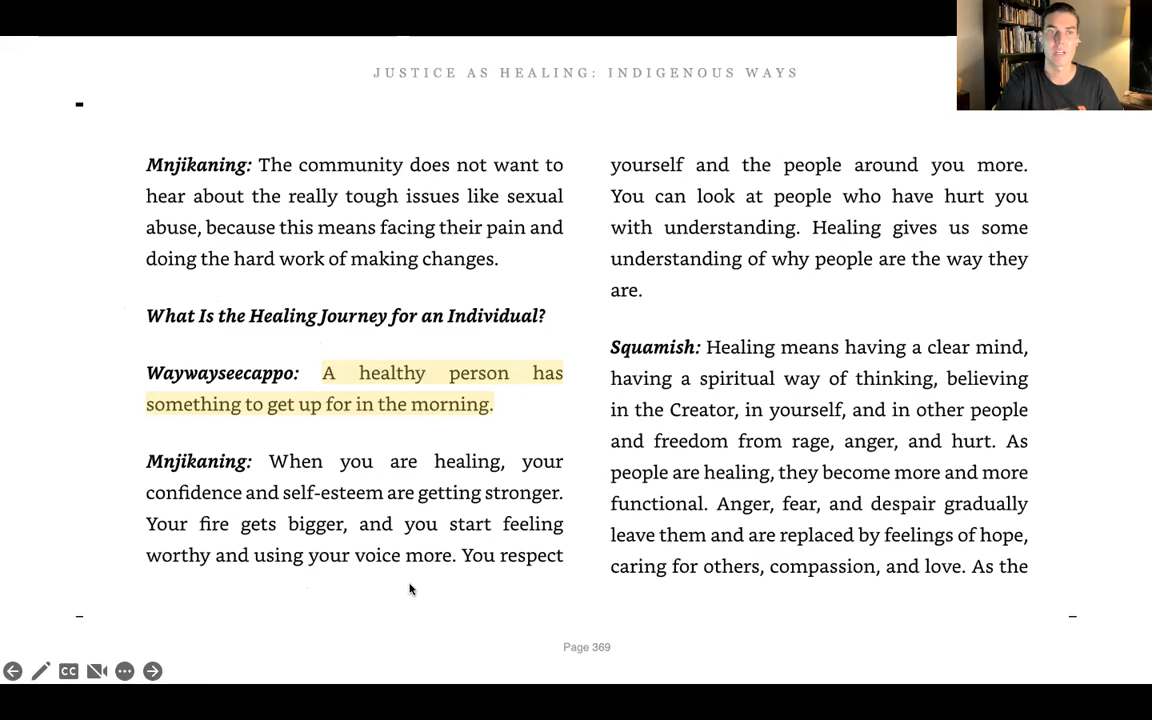 JUSTICE AS HEALING: INDIGENOUS WAYS
Mnjikaning: The community does not want to
hear about the really tough issues like sexual
abuse, because this means facing their pain and
doing the hard work of making changes.
What Is the Healing Journey for an Individual?
Waywayseecappo: A healthy person has
something to get up for in the morning.
Mnjikaning: When you are healing, your
confidence and self-esteem are getting stronger.
Your fire gets bigger, and you start feeling
worthy and using your voice more. You respect
yourself and the people around you more.
You can look at people who have hurt you
with understanding. Healing gives us some
understanding of why people are the way they
are.
Squamish: Healing means having a clear mind,
having a spiritual way of thinking, believing
in the Creator, in yourself, and in other people
and freedom from rage, anger, and hurt. As
people are healing, they become more and more
functional. Anger, fear, and despair gradually
leave them and are replaced by feelings of hope,
caring for others, compassion, and love. As the
Page 369
CC